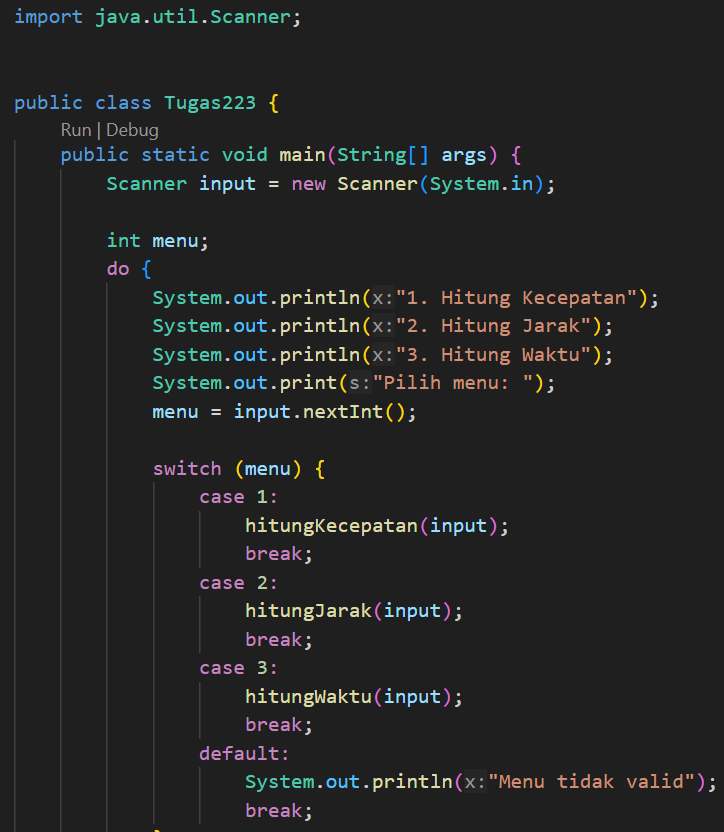 import java.util.Scanner;
public class Tugas223 {
Run | Debug
public static void main(String[] args) {
Scanner input = new Scanner(System.in);
int menu;
do {
System.out.println(x:"1. Hitung Kecepatan");
System.out.println(x:"2. Hitung Jarak");
System.out.println(x:"3. Hitung Waktu");
System.out.print(s:"Pilih menu: ");
menu = input.nextInt();
switch (menu) {
case 1:
hitungKecepatan(input);
break;
case 2:
hitungJarak(input);
break;
case 3:
hitungWaktu(input);
break;
default:
System.out.println(x:"Menu tidak valid");
break;